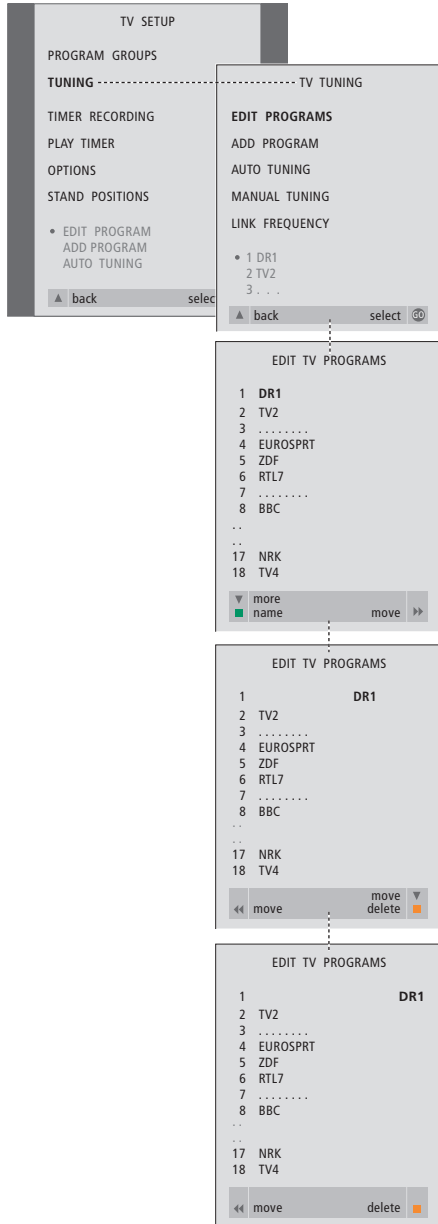 TV SETUP
PROGRAM GROUPS
TUNING
TIMER RECORDING
PLAY TIMER
OPTIONS
STAND POSITIONS
• EDIT PROGRAM
ADD PROGRAM
AUTO TUNING
▲ back selec
TV TUNING
EDIT PROGRAMS
ADD PROGRAM
AUTO TUNING
MANUAL TUNING
LINK FREQUENCY
• 1 DR1
2 TV2
3 . . .
▲ back select GO
EDIT TV PROGRAMS
1 DR1
2 TV2
3 . . . . . . . .
4 EUROSPRT
5 ZDF
6 RTL7
7 . . . . . . . .
8 BBC
. .
. .
17 NRK
18 TV4
▼ more
name move ▶▶
EDIT TV PROGRAMS
1 DR1
2 TV2
3 . . . . . . . .
4 EUROSPRT
5 ZDF
6 RTL7
7 . . . . . . . .
8 BBC
. .
. .
17 NRK
18 TV4
move ▼
◀◀ move delete
EDIT TV PROGRAMS
1 DR1
2 TV2
3 . . . . . . . .
4 EUROSPRT
5 ZDF
6 RTL7
7 . . . . . . . .
8 BBC
. .
. .
17 NRK
18 TV4
◀◀ move delete